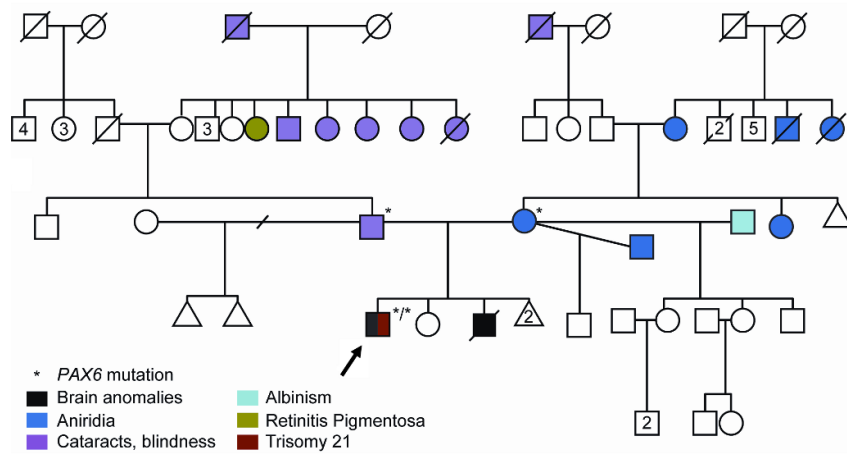 4 3 3 2 5
* *
*/* 2
* PAX6 mutation
Brain anomalies Albinism
Aniridia Retinitis Pigmentosa
Cataracts, blindness Trisomy 21
2